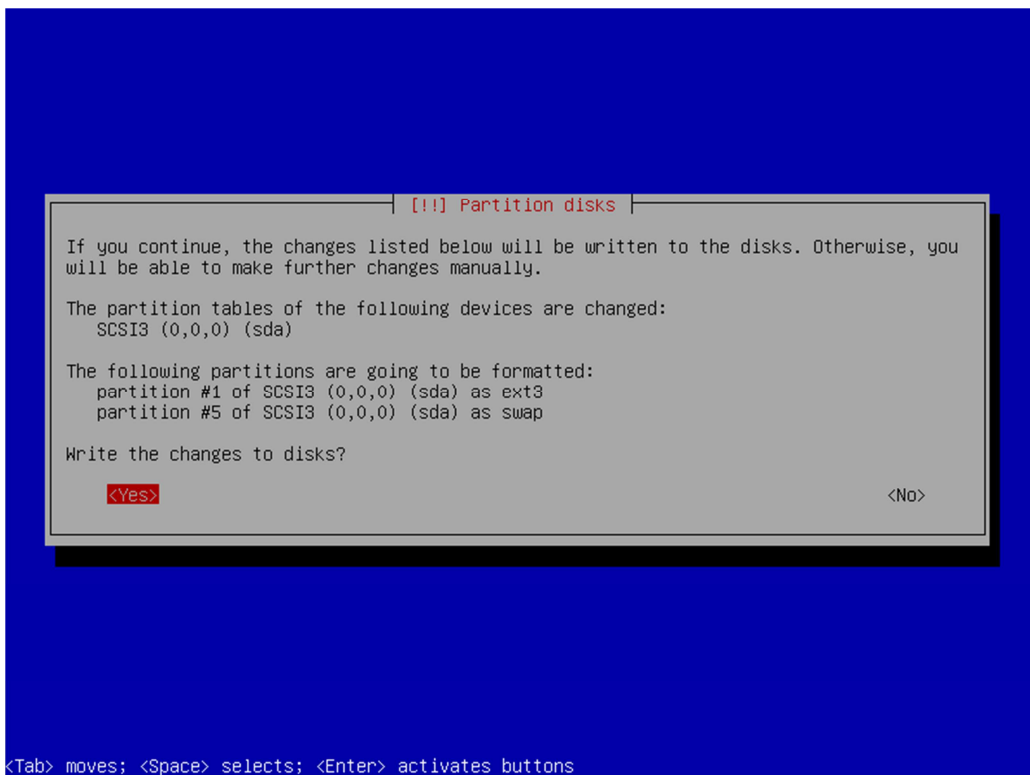 [!!] Partition disks
If you continue, the changes listed below will be written to the disks. Otherwise, you
will be able to make further changes manually.
The partition tables of the following devices are changed:
SCSI3 (0,0,0) (sda)
The following partitions are going to be formatted:
partition #1 of SCSI3 (0,0,0) (sda) as ext3
partition #5 of SCSI3 (0,0,0) (sda) as swap
Write the changes to disks?
<Yes> <No>
<Tab> moves; <Space> selects; <Enter> activates buttons